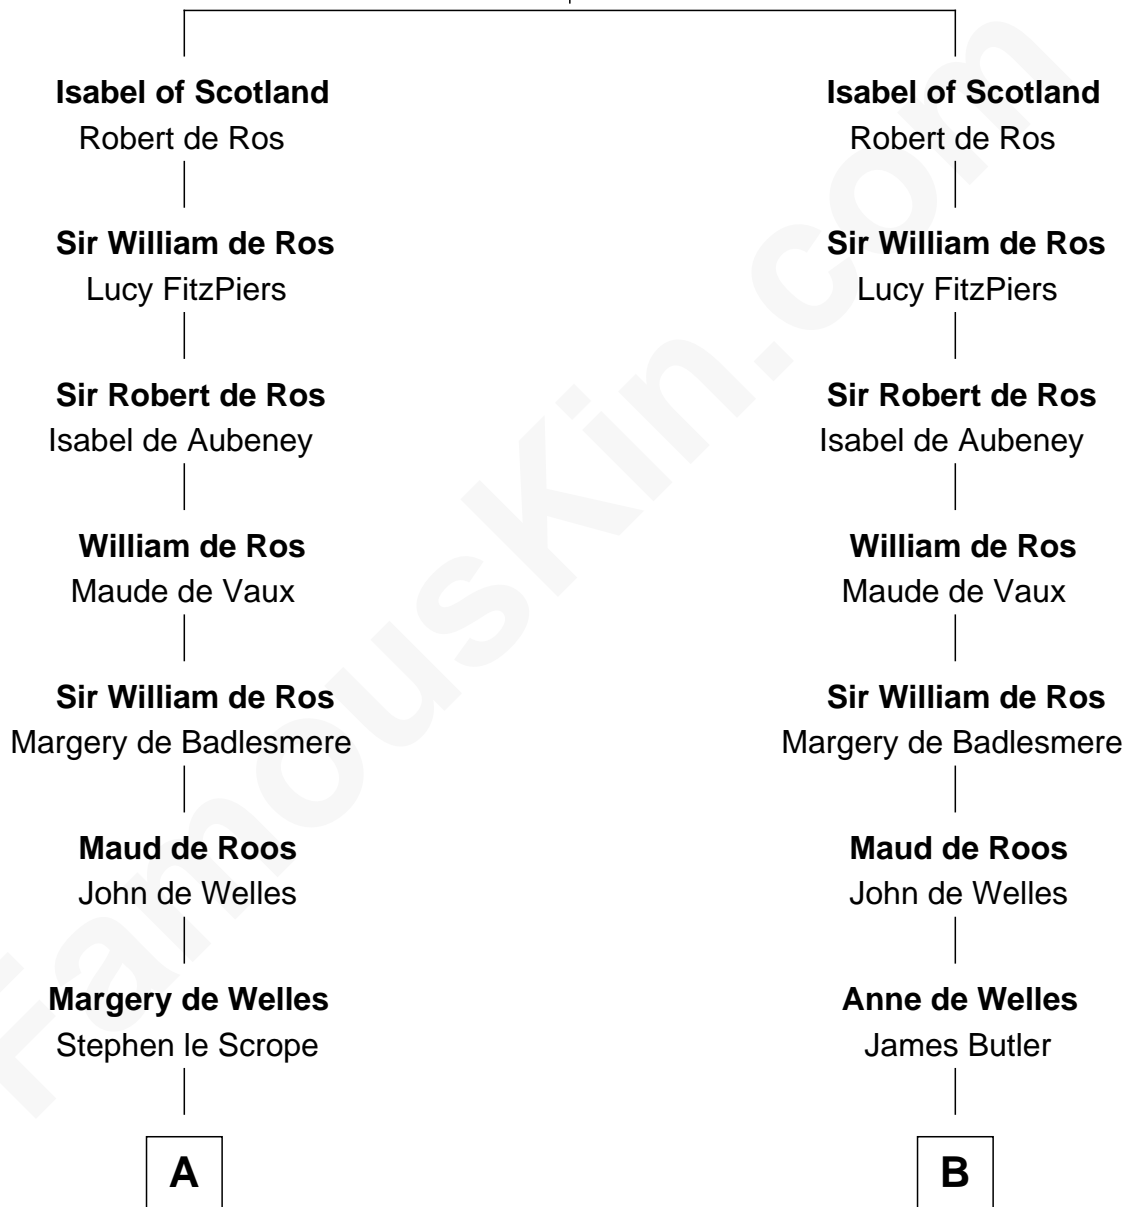 Isabel of Scotland
Robert de Ros
Sir William de Ros
Lucy FitzPiers
Sir Robert de Ros
Isabel de Aubeney
William de Ros
Maude de Vaux
Sir William de Ros
Margery de Badlesmere
Maud de Roos
John de Welles
Margery de Welles
Stephen le Scrope
A
Isabel of Scotland
Robert de Ros
Sir William de Ros
Lucy FitzPiers
Sir Robert de Ros
Isabel de Aubeney
William de Ros
Maude de Vaux
Sir William de Ros
Margery de Badlesmere
Maud de Roos
John de Welles
Anne de Welles
James Butler
B
FamousKin.com